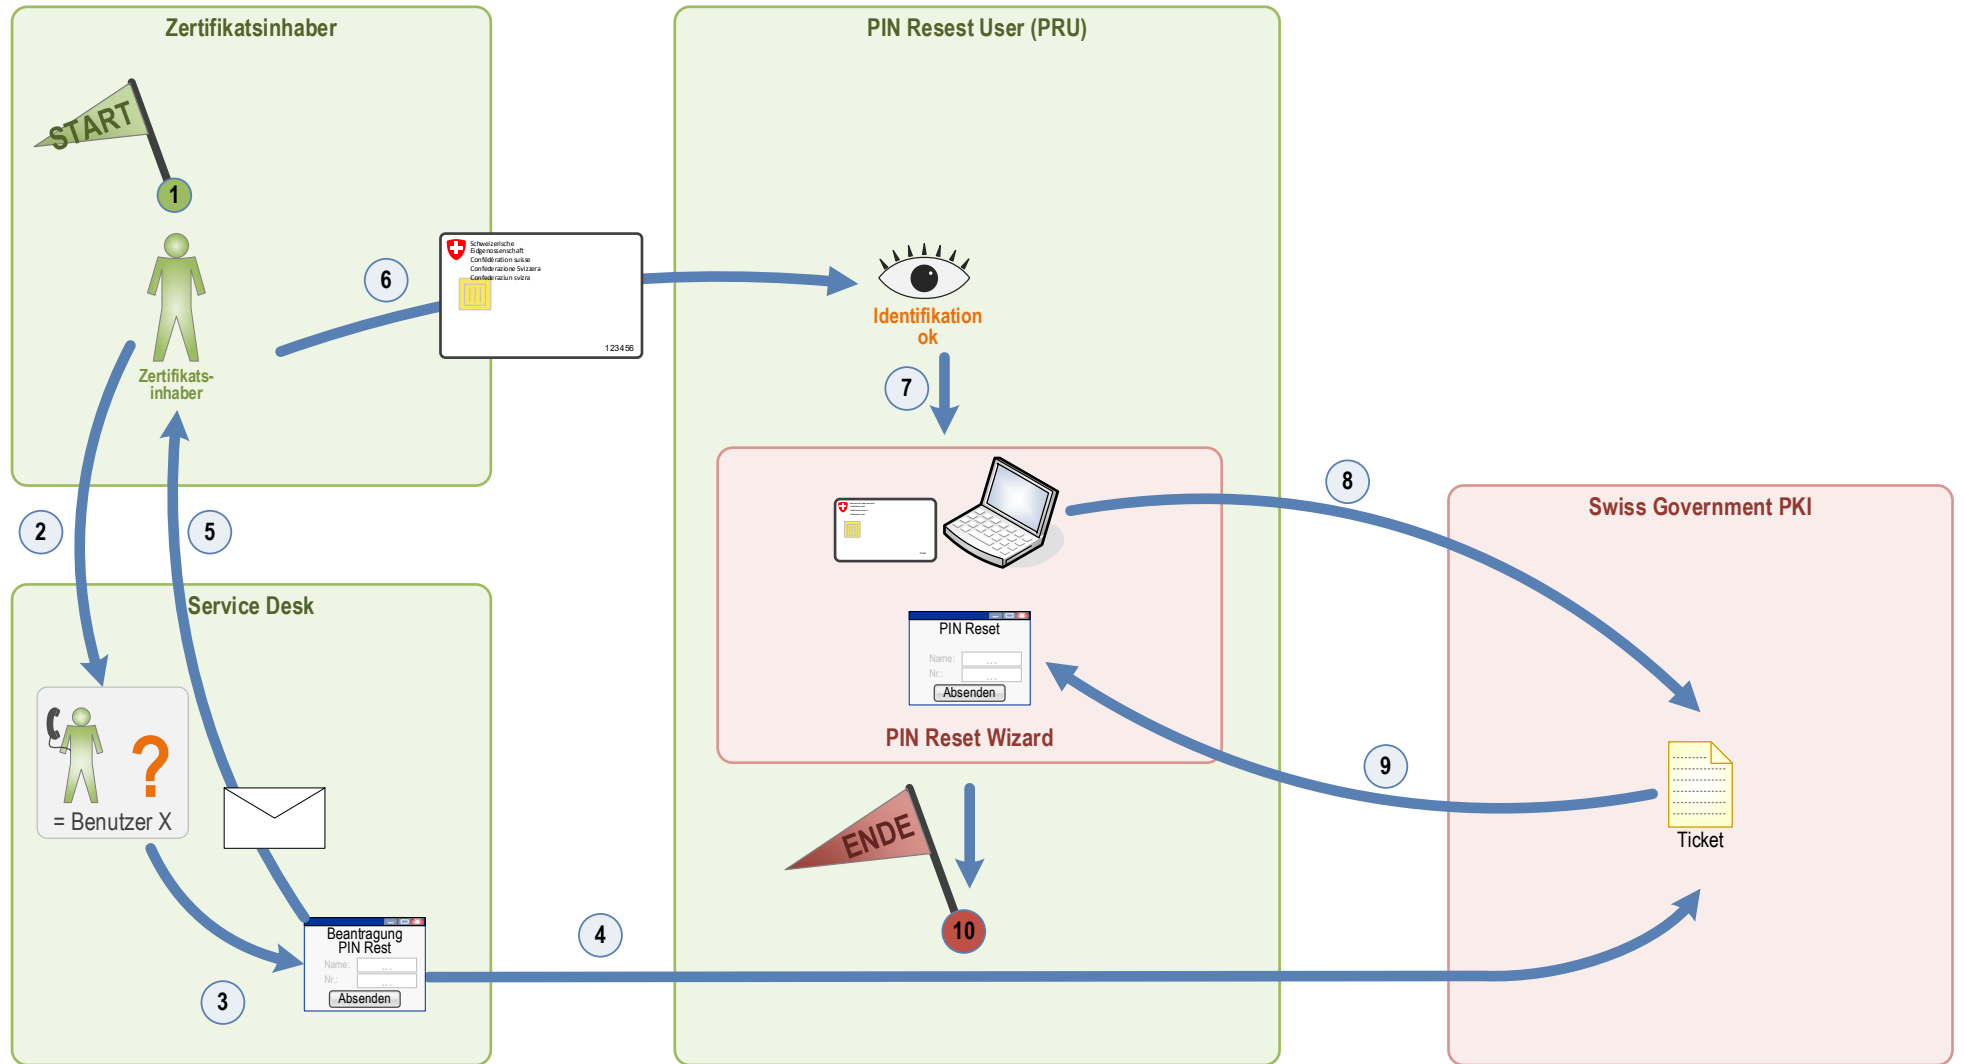 Zertifikatsinhaber
START
1
Zertifikats-
inhaber
2
5
6
Schweizerische
Eidgenossenschaft
Confédération suisse
Confederazione Svizzera
Confederaziun svizra
123456
Service Desk
?
= Benutzer X
3
Beantragung
PIN Rest
Name: ...
Nr.: ...
Absenden
4
PIN Resest User (PRU)
Identifikation
ok
7
PIN Reset
Name: ...
Nr.: ...
Absenden
PIN Reset Wizard
ENDE
10
8
9
Swiss Government PKI
Ticket